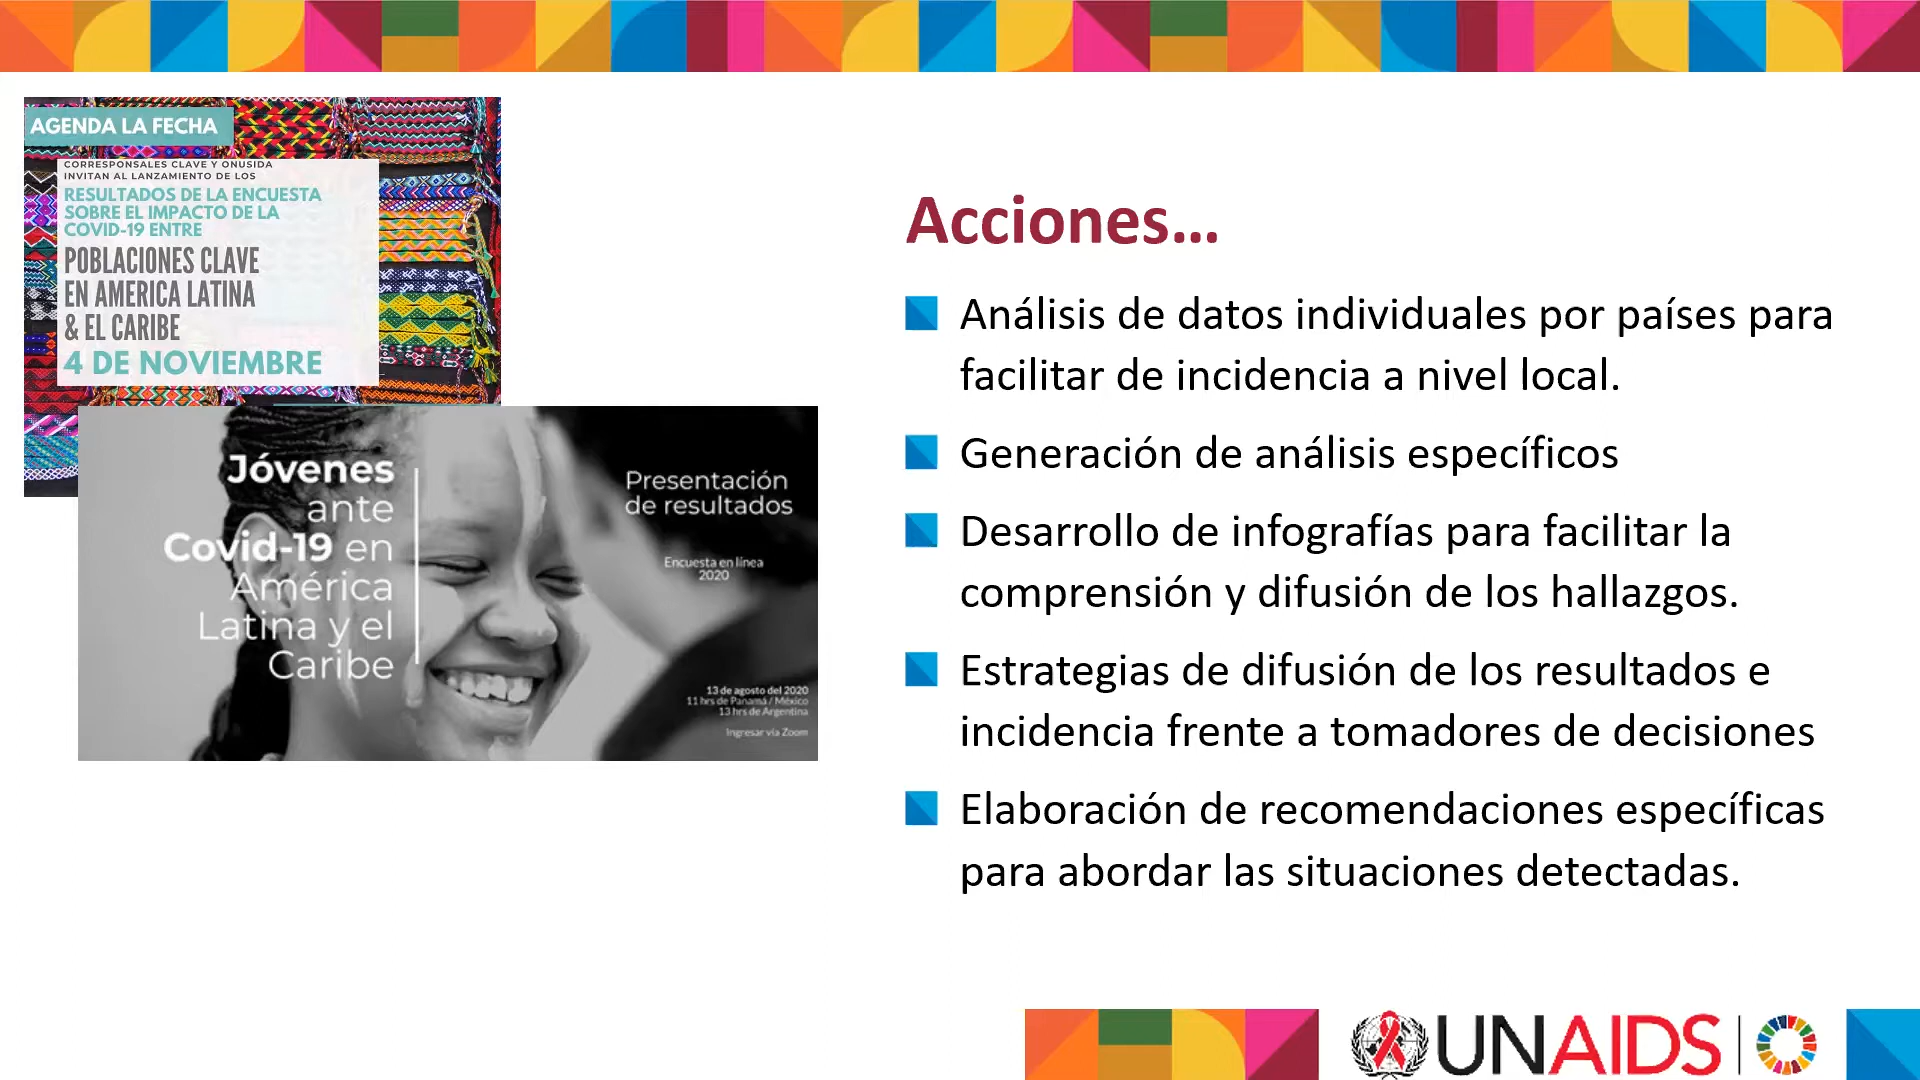 AGENDA LA FECHA
CORRESPONSALES CLAVE Y ONUSIDA
INVITAN AL LANZAMIENTO DE LOS
RESULTADOS DE LA ENCUESTA
SOBRE EL IMPACTO DE LA
COVID-19 ENTRE
POBLACIONES CLAVE
EN AMERICA LATINA
& EL CARIBE
4 DE NOVIEMBRE
Jóvenes
ante
Covid-19 en
América
Latina y el
Caribe
Presentación
de resultados
Encuesta en línea
2020
13 de agosto del 2020
11 hrs de Panamá / México
13 hrs de Argentina
Ingresar via Zoom
Acciones...
Análisis de datos individuales por países para
facilitar de incidencia a nivel local.
Generación de análisis específicos
Desarrollo de infografías para facilitar la
comprensión y difusión de los hallazgos.
Estrategias de difusión de los resultados e
incidencia frente a tomadores de decisiones
Elaboración de recomendaciones específicas
para abordar las situaciones detectadas.
UNAIDS